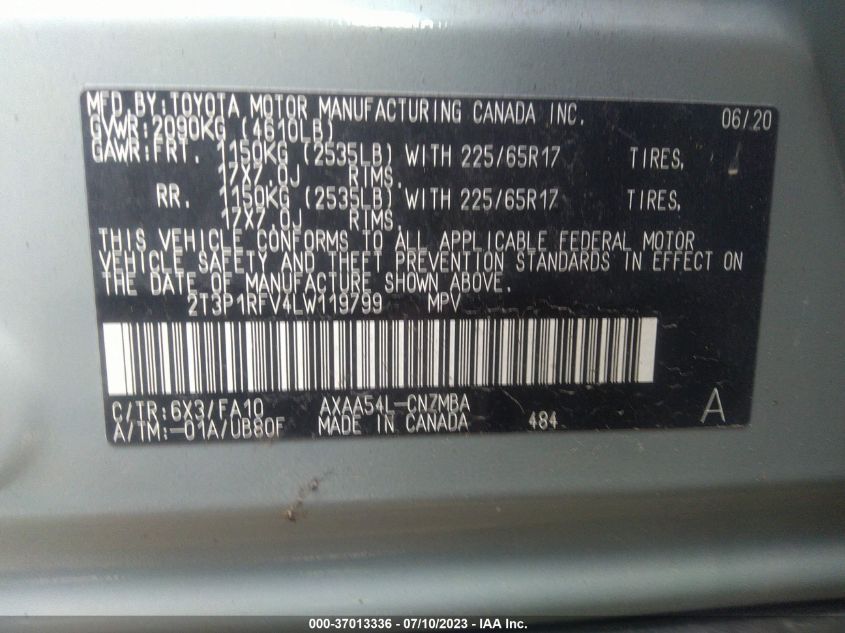 MFD.BY:TOYOTA MOTOR MANUFACTURING CANADA INC. 06/20
GVWR:2090KG (4610LB)
GAWR:FRT. 1150KG (2535LB) WITH 225/65R17 TIRES,
17X7.0J RIMS,
RR. 1150KG (2535LB) WITH 225/65R17 TIRES,
17X7.0J RIMS.
THIS VEHICLE CONFORMS TO ALL APPLICABLE FEDERAL MOTOR
VEHICLE SAFETY AND THEFT PREVENTION STANDARDS IN EFFECT ON
THE DATE OF MANUFACTURE SHOWN ABOVE.
2T3P1RFV4LW119799 MPV
C/TR:6X3/FA10 AXAA54L-CNZMBA A
A/TM:-01A/UB80F MADE IN CANADA 484
000-37013336 - 07/10/2023 - IAA Inc.